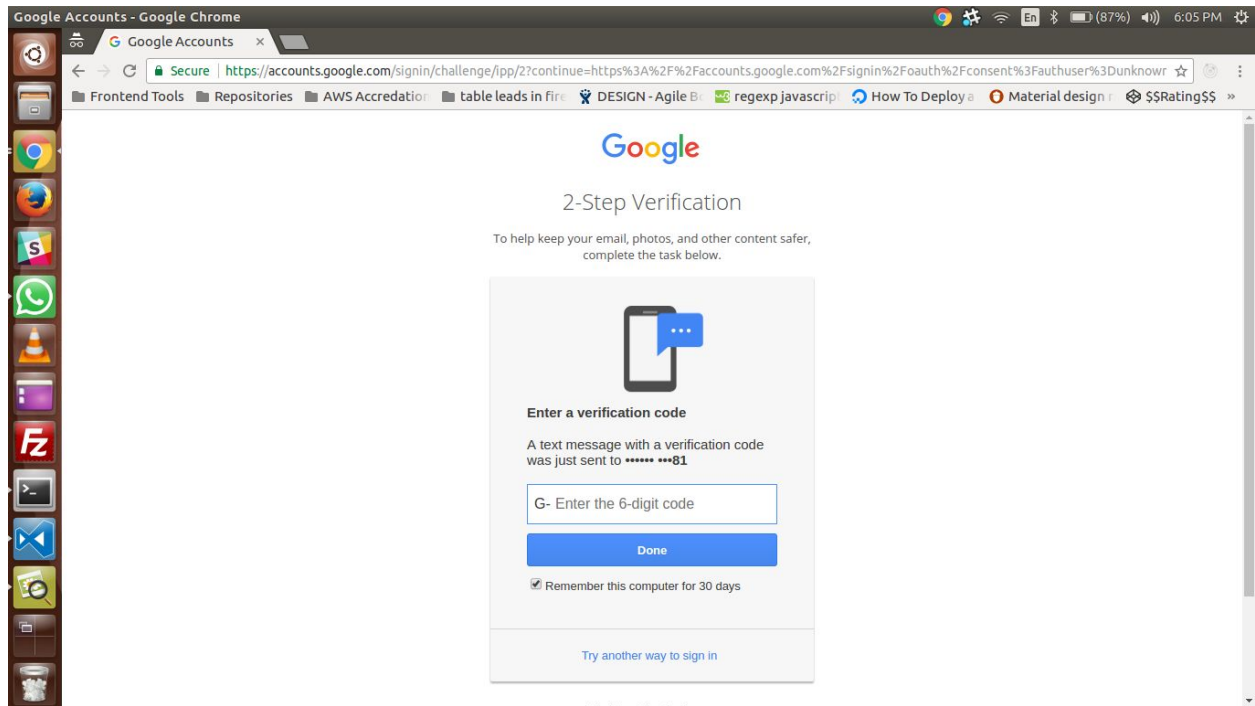 Google Accounts - Google Chrome
En (87%) 6:05 PM
G Google Accounts ×
Secure https://accounts.google.com/signin/challenge/ipp/2?continue=https%3A%2F%2Faccounts.google.com%2Fsignin%2Foauth%2Fconsent%3Fauthuser%3Dunknowr
Frontend Tools Repositories AWS Accredation table leads in fire DESIGN - Agile Bo regexp javascript How To Deploy a Material design r $$Rating$$ »
Google
2-Step Verification
To help keep your email, photos, and other content safer,
complete the task below.
Enter a verification code
A text message with a verification code
was just sent to •••••• •••81
G- Enter the 6-digit code
Done
Remember this computer for 30 days
Try another way to sign in
S
Fz
>_